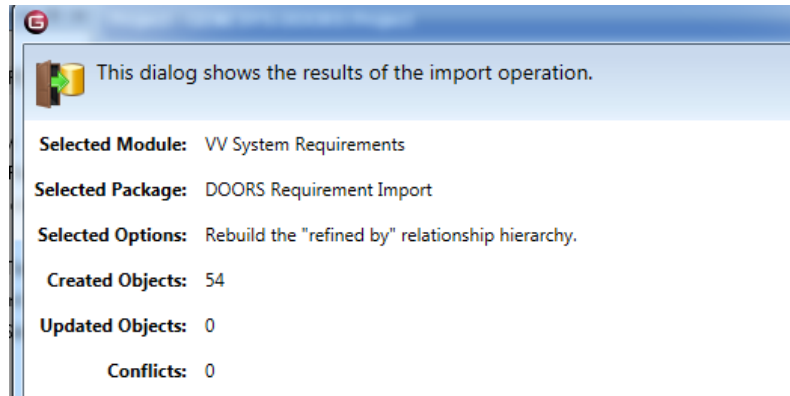 G
This dialog shows the results of the import operation.
Selected Module: VV System Requirements
Selected Package: DOORS Requirement Import
Selected Options: Rebuild the "refined by" relationship hierarchy.
Created Objects: 54
Updated Objects: 0
Conflicts: 0